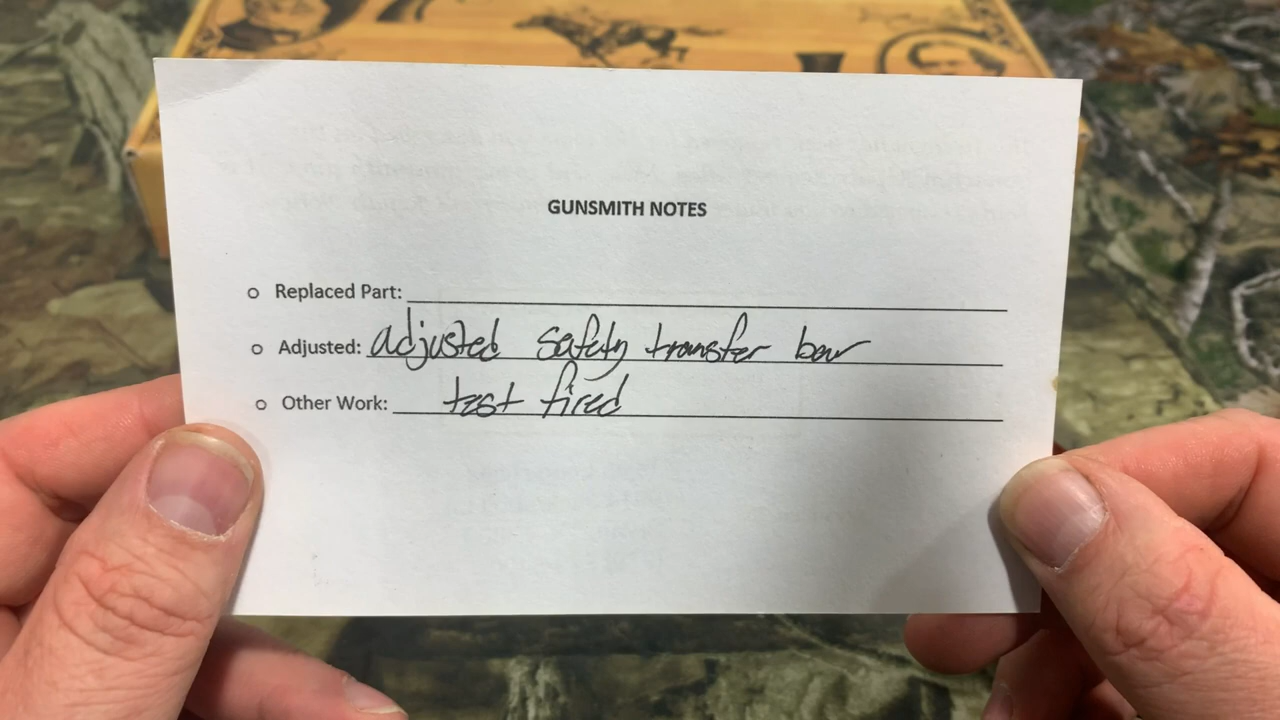 GUNSMITH NOTES
o Replaced Part:
o Adjusted: adjusted safety transfer bar
o Other Work: test fired